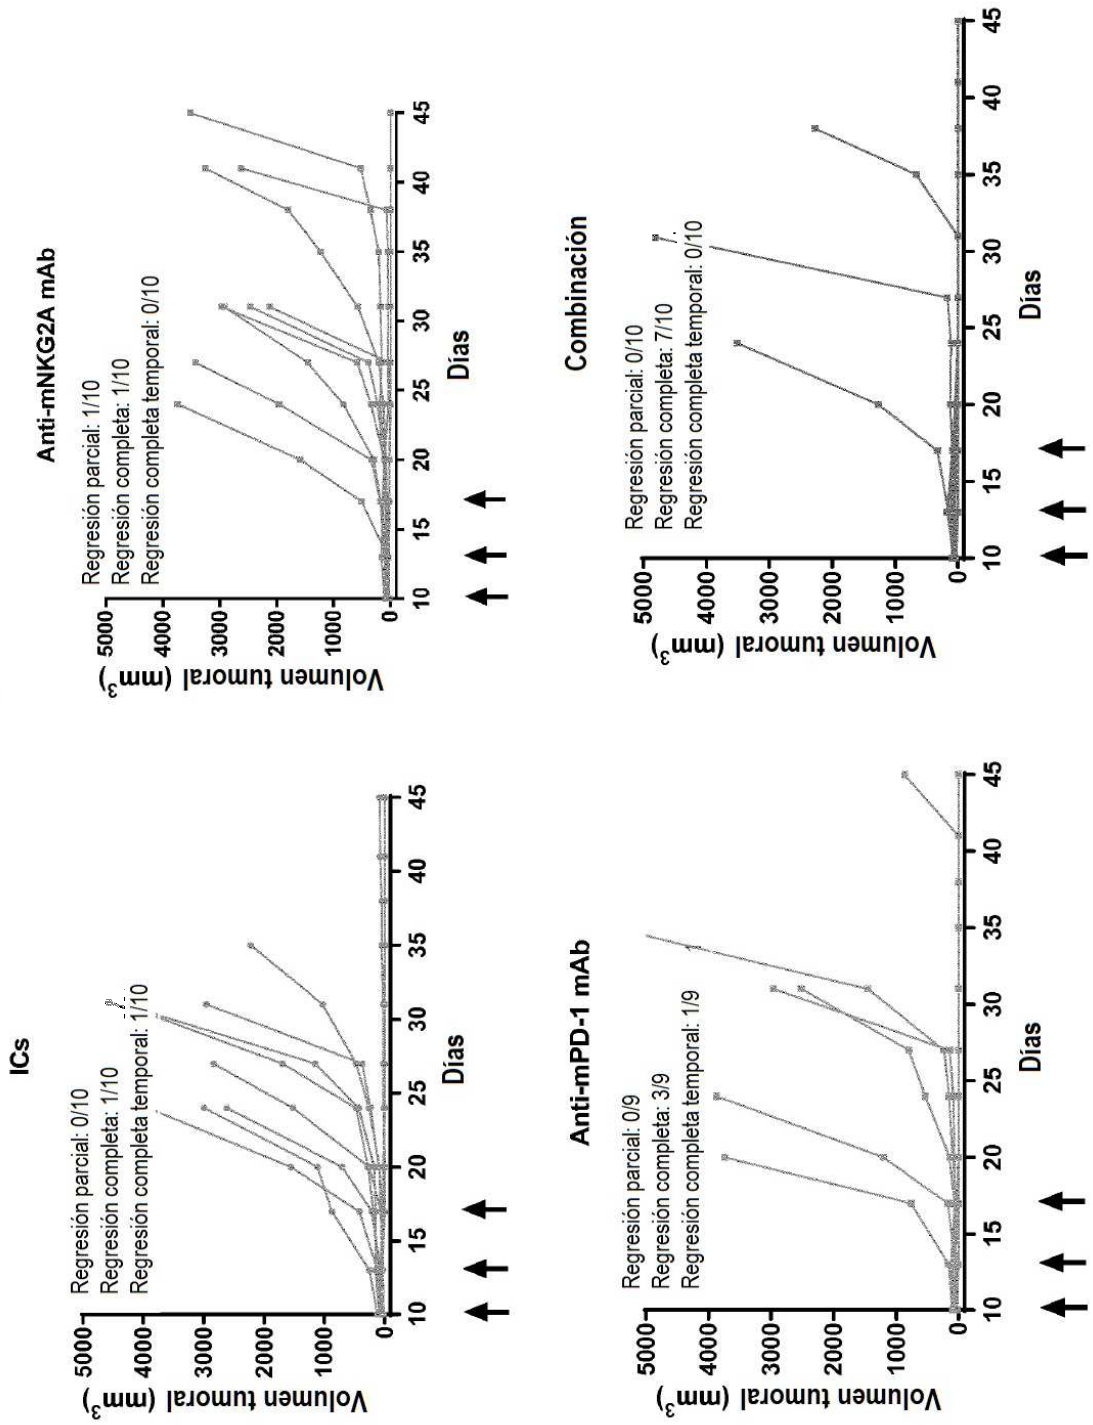 ICs
Regresión parcial: 0/10
Regresión completa: 1/10
Regresión completa temporal: 1/10
Volumen tumoral (mm³)
5000
4000
3000
2000
1000
0
10 15 20 25 30 35 40 45
Días
Anti-mNKG2A mAb
Regresión parcial: 1/10
Regresión completa: 1/10
Regresión completa temporal: 0/10
Volumen tumoral (mm³)
5000
4000
3000
2000
1000
0
10 15 20 25 30 35 40 45
Días
Anti-mPD-1 mAb
Regresión parcial: 0/9
Regresión completa: 3/9
Regresión completa temporal: 1/9
Volumen tumoral (mm³)
5000
4000
3000
2000
1000
0
10 15 20 25 30 35 40 45
Días
Combinación
Regresión parcial: 0/10
Regresión completa: 7/10
Regresión completa temporal: 0/10
Volumen tumoral (mm³)
5000
4000
3000
2000
1000
0
10 15 20 25 30 35 40 45
Días